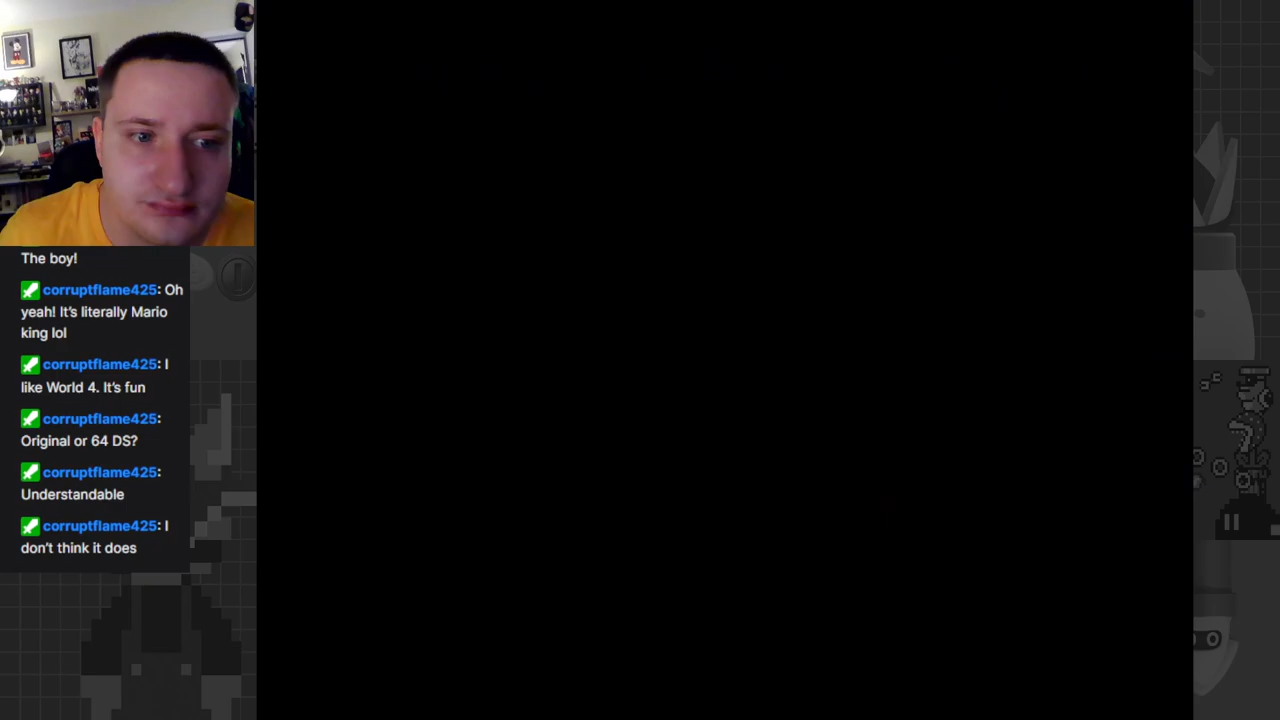 The boy!
corruptflame425: Oh
yeah! It's literally Mario
king lol
corruptflame425: I
like World 4. It's fun
corruptflame425:
Original or 64 DS?
corruptflame425:
Understandable
corruptflame425: I
don't think it does